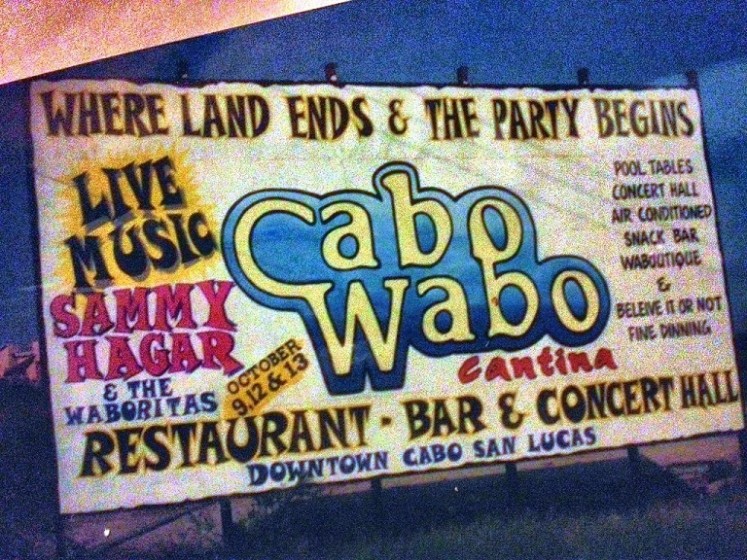 WHERE LAND ENDS & THE PARTY BEGINS
LIVE
MUSIC
SAMMY
HAGAR
& THE
WABORITAS
OCTOBER
9,12 & 13
Cabo
Wabo
Cantina
POOL TABLES
CONCERT HALL
AIR CONDITIONED
SNACK BAR
WABOUTIQUE
&
BELEIVE IT OR NOT
FINE DINNING
RESTAURANT - BAR & CONCERT HALL
DOWNTOWN CABO SAN LUCAS